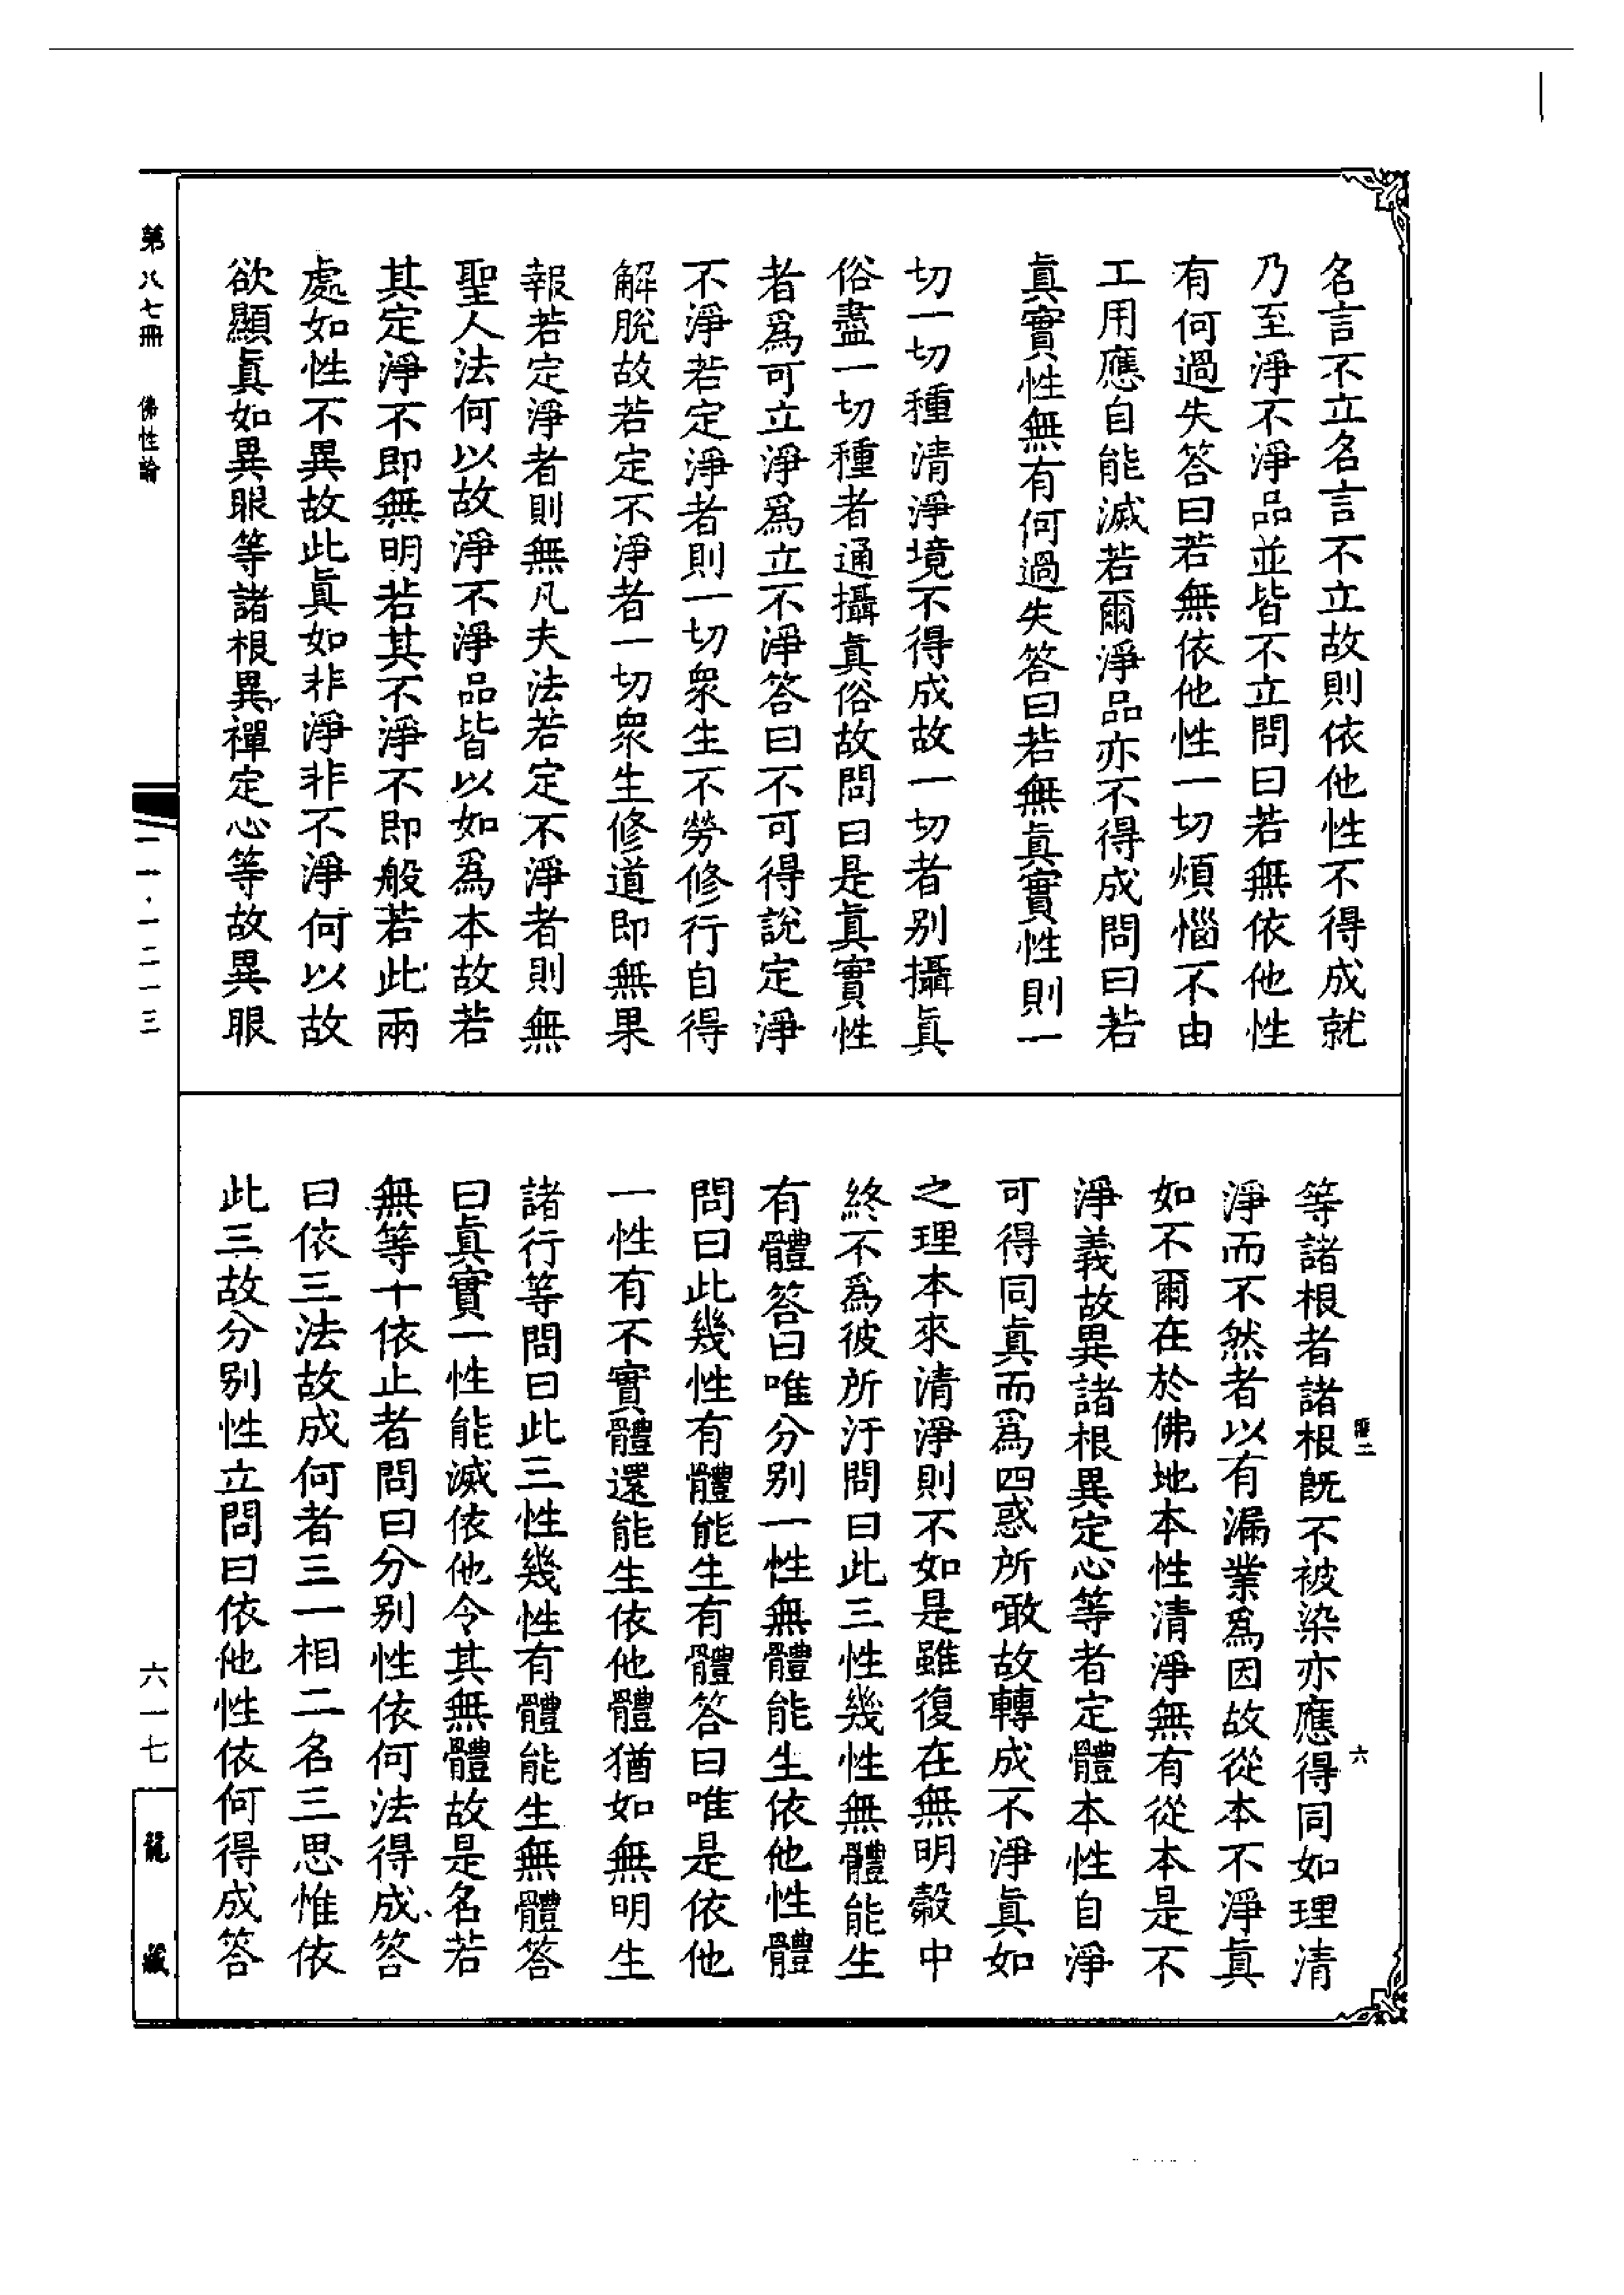 名言不立名言不立故則依他性不得成就
乃至淨不淨品並皆不立問曰若無依他性
有何過失答曰若無依他性一切煩惱不由
工用應自能滅若爾淨品亦不得成問曰若
眞實性無有何過失答曰若無眞實性則一
切一切種清淨境不得成故一切者别攝眞
俗盡一切種者通攝眞俗故問曰是眞實性
者爲可立淨爲立不淨答曰不可得說定淨
不淨若定淨者則一切衆生不勞修行自得
解脫故若定不淨者一切衆生修道即無果
報若定淨者則無凡夫法若定不淨者則無
聖人法何以故淨不淨品皆以如爲本故若
其定淨不即無明若其不淨不即般若此兩
處如性不異故此眞如非淨非不淨何以故
欲顯眞如異眼等諸根異禪定心等故異眼
等諸根者諸根既不被染亦應得同如理清
淨而不然者以有漏業爲因故從本不淨眞
如不爾在於佛地本性清淨無有從本是不
淨義故異諸根異定心等者定體本性自淨
可得同眞而爲四惑所噉故轉成不淨眞如
之理本來清淨則不如是雖復在無明㲉中
終不爲彼所汙問曰此三性幾性無體能生
有體答曰唯分别一性無體能生依他性體
問曰此幾性有體能生有體答曰唯是依他
一性有不實體還能生依他體猶如無明生
諸行等問曰此三性幾性有體能生無體答
曰眞實一性能滅依他令其無體故是名若
無等十依止者問曰分别性依何法得成答
曰依三法故成何者三一相二名三思惟依
此三故分别性立問曰依他性依何得成答
第八七冊 佛性論
一一·一二一三
六一七
龍藏
二
六